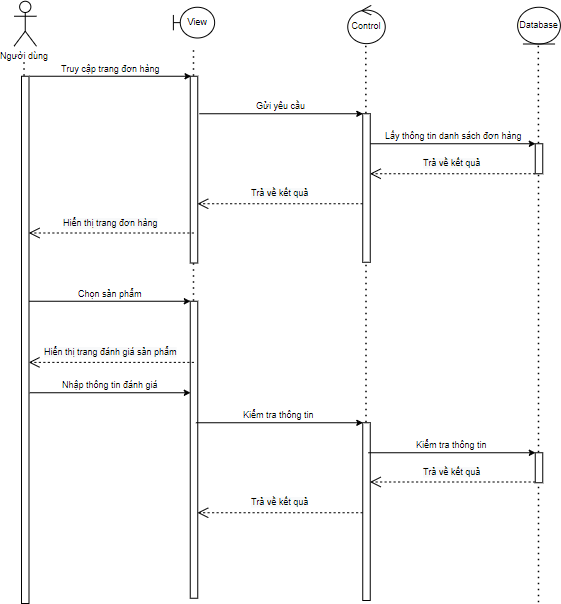 View
Control
Database
Người dùng
Truy cập trang đơn hàng
Gửi yêu cầu
Lấy thông tin danh sách đơn hàng
Trả về kết quả
Trả về kết quả
Hiển thị trang đơn hàng
Chọn sản phẩm
Hiển thị trang đánh giá sản phẩm
Nhập thông tin đánh giá
Kiểm tra thông tin
Kiểm tra thông tin
Trả về kết quả
Trả về kết quả